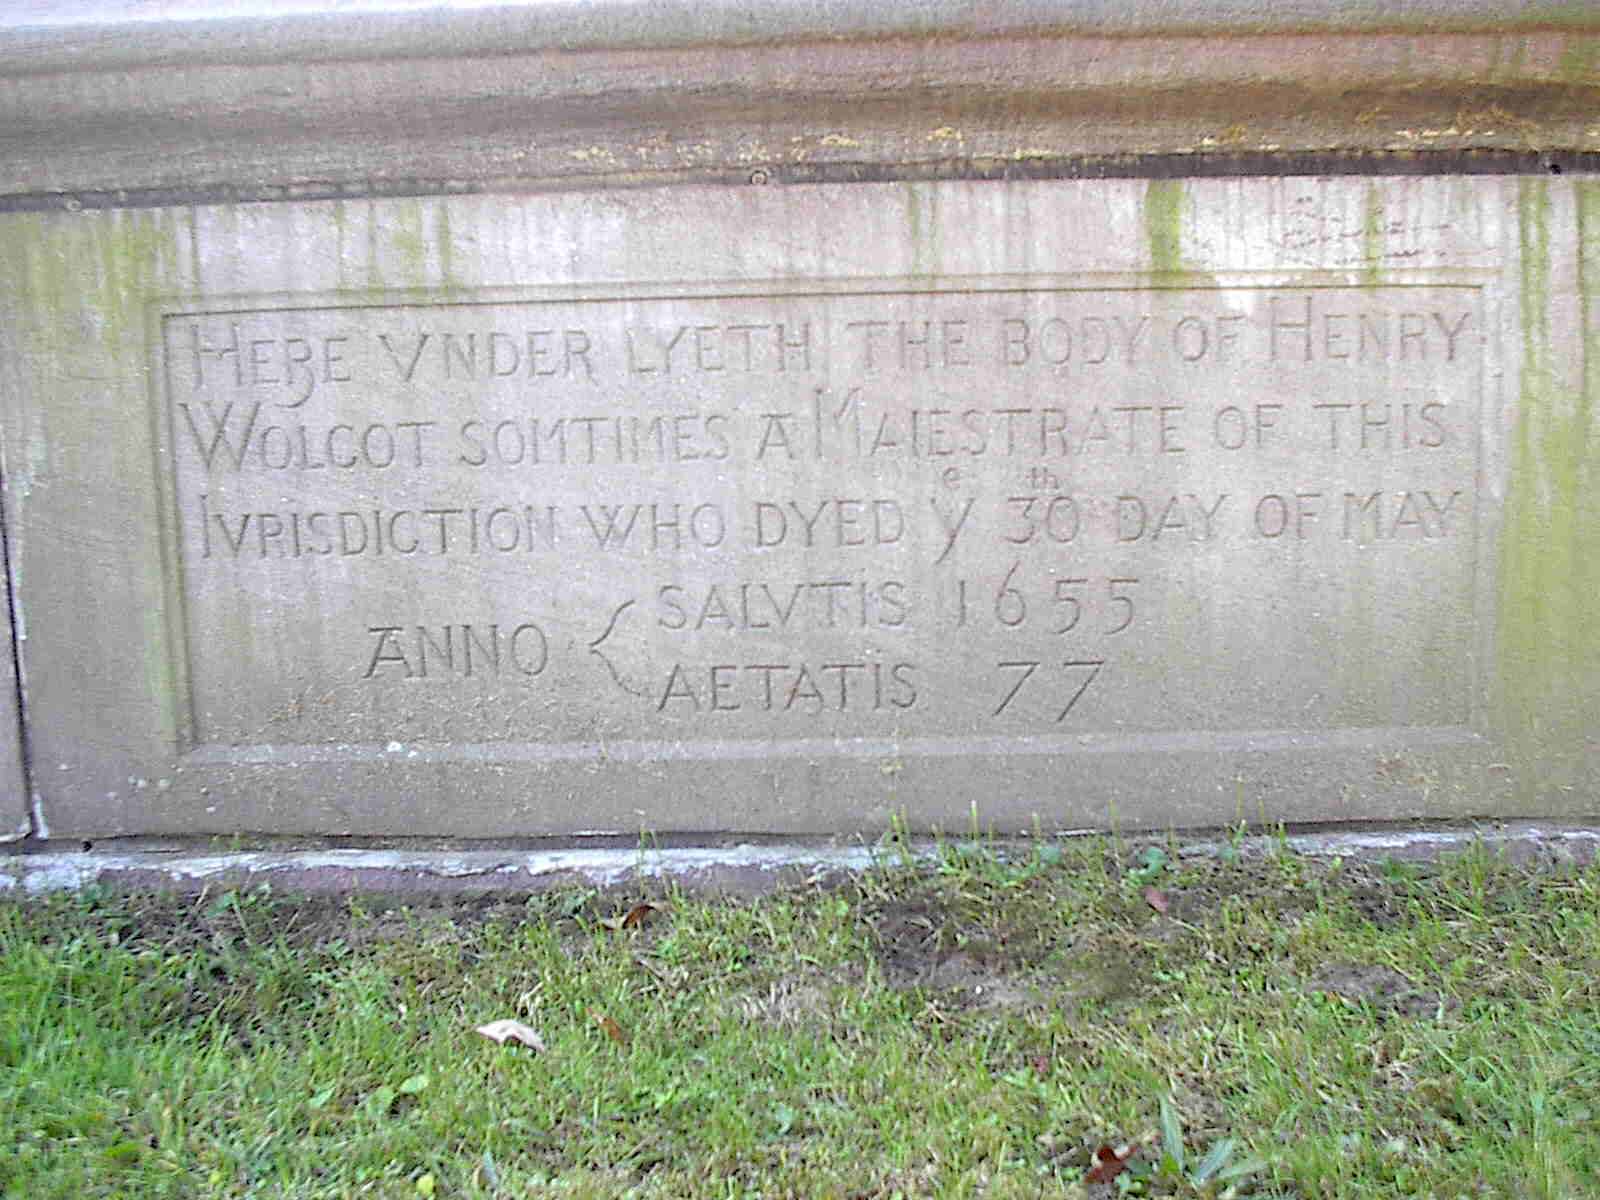 HERE VNDER LYETH THE BODY OF HENRY
WOLCOT SOMTIMES A MAIESTRATE OF THIS
IVRISDICTION WHO DYED Yᵉ 30ᵗʰ DAY OF MAY
ANNO { SALVTIS 1655
AETATIS 77